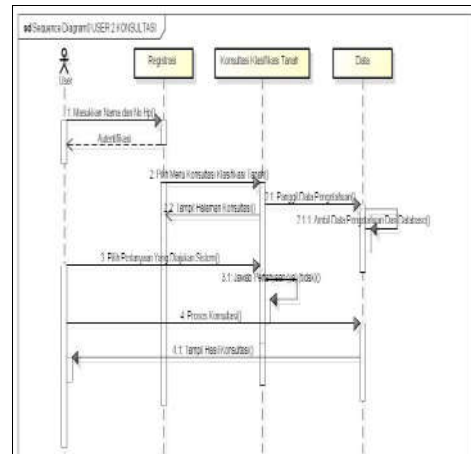 sd Sequence Diagram0/USER 2 KONSULTASI
User
Registrasi
Konsultasi Klasifikasi Tanah
Data
1: Masukkan Nama dan No Hp()
Autentifikasi
2: Pilih Menu Konsultasi Klasifikasi Tanah()
2.1: Panggil Data Pengetahuan()
2.2: Tampil Halaman Konsultasi()
2.1.1: Ambil Data Pengetahuan Dari Database()
3: Pilih Pertanyaan Yang Diajukan Sistem()
3.1: Jawab Pertanyaan (tidak)()
4: Proses Konsultasi()
4.1: Tampil Hasil Konsultasi()